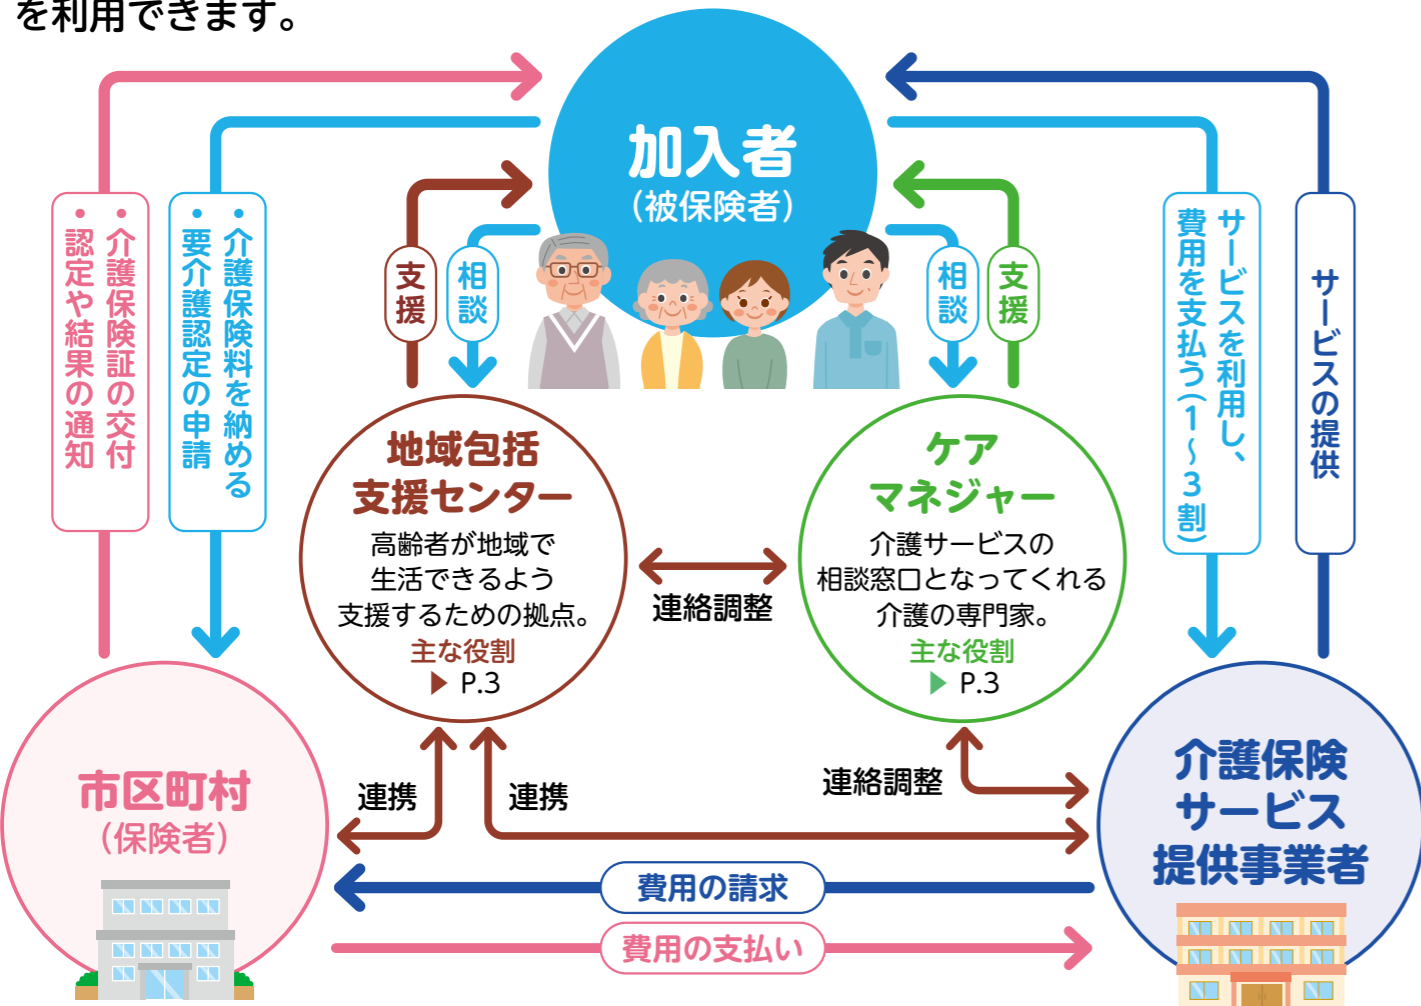 を利用できます。
加入者
（被保険者）
・介護保険証の交付
・認定や結果の通知
・介護保険料を納める
・要介護認定の申請
支援
相談
相談
支援
サービスを利用し、
費用を支払う（1～3割）
サービスの提供
地域包括
支援センター
高齢者が地域で
生活できるよう
支援するための拠点。
主な役割
▶ P.3
連絡調整
ケア
マネジャー
介護サービスの
相談窓口となってくれる
介護の専門家。
主な役割
▶ P.3
市区町村
（保険者）
連携
連携
連絡調整
介護保険
サービス
提供事業者
費用の請求
費用の支払い